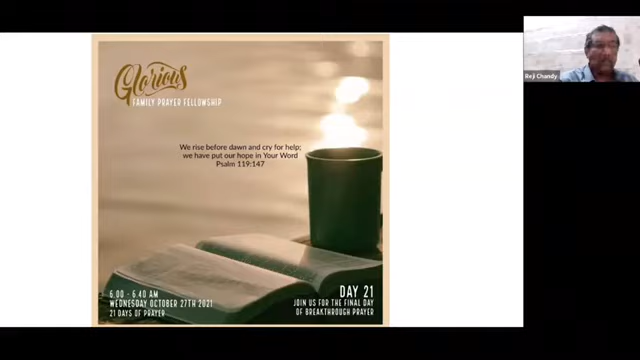 Glorious
FAMILY PRAYER FELLOWSHIP
We rise before dawn and cry for help;
we have put our hope in Your Word
Psalm 119:147
6.00 - 6.40 AM
WEDNESDAY OCTOBER 27TH 2021
21 DAYS OF PRAYER
DAY 21
JOIN US FOR THE FINAL DAY
OF BREAKTHROUGH PRAYER
Reji Chandy